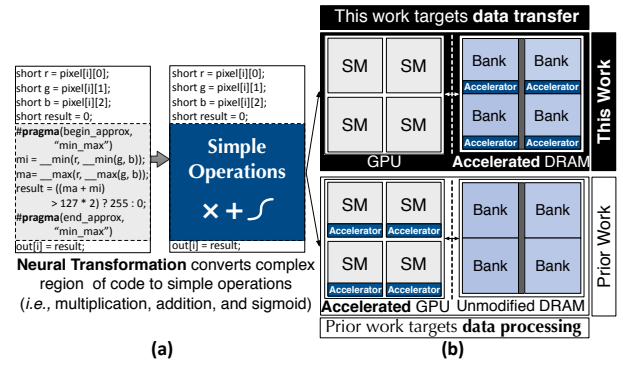 short r = pixel[i][0];
short g = pixel[i][1];
short b = pixel[i][2];
short result = 0;
#pragma(begin_approx,
"min_max")
mi = __min(r, __min(g, b));
ma= __max(r, __max(g, b));
result = ((ma + mi)
> 127 * 2) ? 255 : 0;
#pragma(end_approx,
"min_max")
out[i] = result;
short r = pixel[i][0];
short g = pixel[i][1];
short b = pixel[i][2];
short result = 0;
Simple
Operations
× +
out[i] = result;
Neural Transformation converts complex
region of code to simple operations
(i.e., multiplication, addition, and sigmoid)
(a)
This work targets data transfer
SM SM
SM SM
GPU
Bank Bank
Accelerator Accelerator
Bank Bank
Accelerator Accelerator
Accelerated DRAM
This Work
SM SM
Accelerator Accelerator
SM SM
Accelerator Accelerator
Accelerated GPU
Bank Bank
Bank Bank
Unmodified DRAM
Prior Work
Prior work targets data processing
(b)